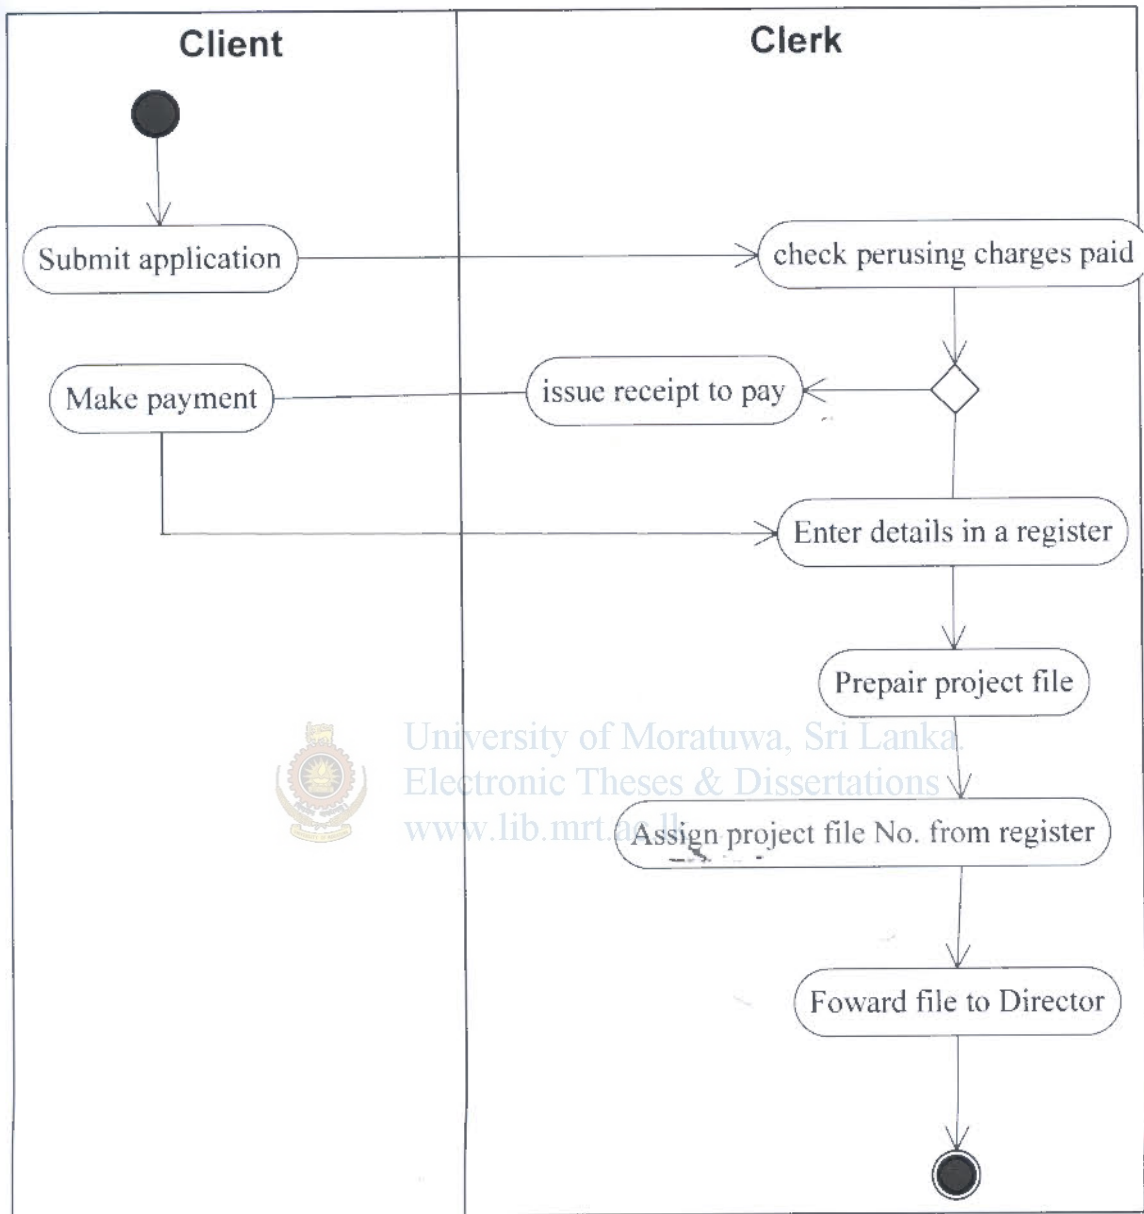 Client
Clerk
Submit application
check perusing charges paid
Make payment
issue receipt to pay
Enter details in a register
Prepair project file
University of Moratuwa, Sri Lanka.
Electronic Theses & Dissertations
www.lib.mrt.ac.lk
Assign project file No. from register
Foward file to Director